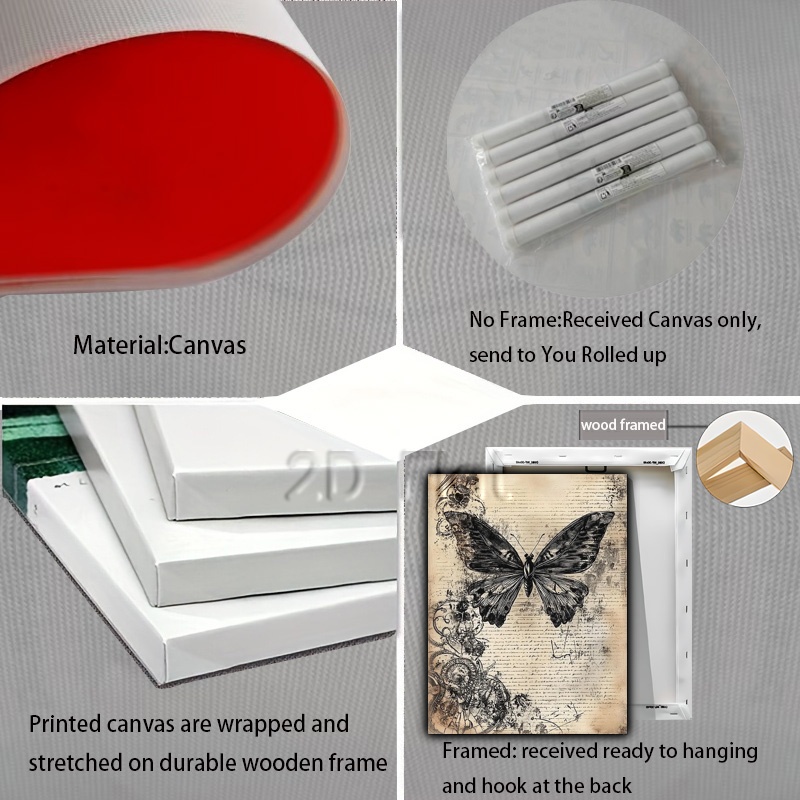 Material:Canvas
No Frame:Received Canvas only,
send to You Rolled up
2D
wood framed
Printed canvas are wrapped and
stretched on durable wooden frame
Framed: received ready to hanging
and hook at the back